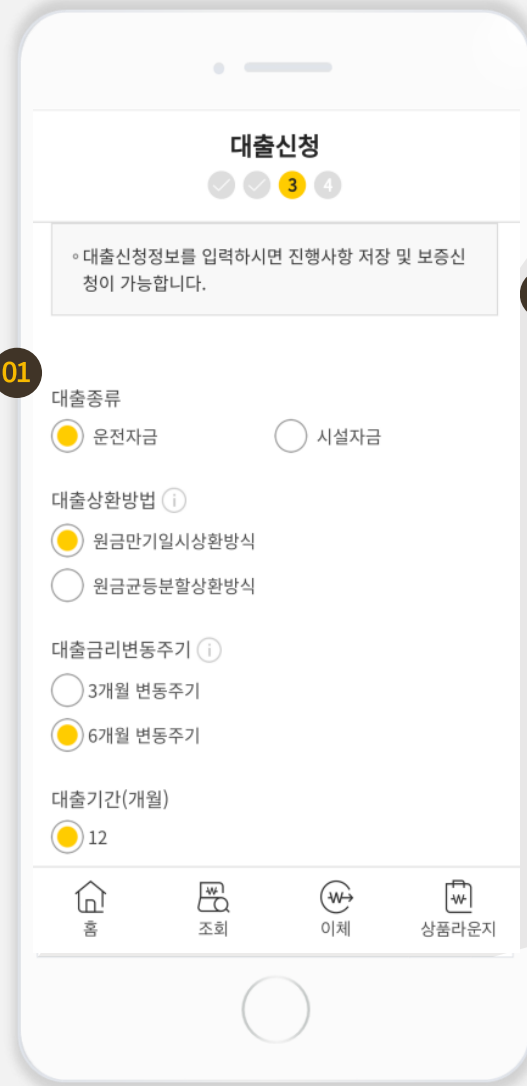 대출신청
3 4
◦ 대출신청정보를 입력하시면 진행사항 저장 및 보증신
청이 가능합니다.
01
대출종류
운전자금 시설자금
대출상환방법 i
원금만기일시상환방식
원금균등분할상환방식
대출금리변동주기 i
3개월 변동주기
6개월 변동주기
대출기간(개월)
12
홈 조회 이체 상품라운지